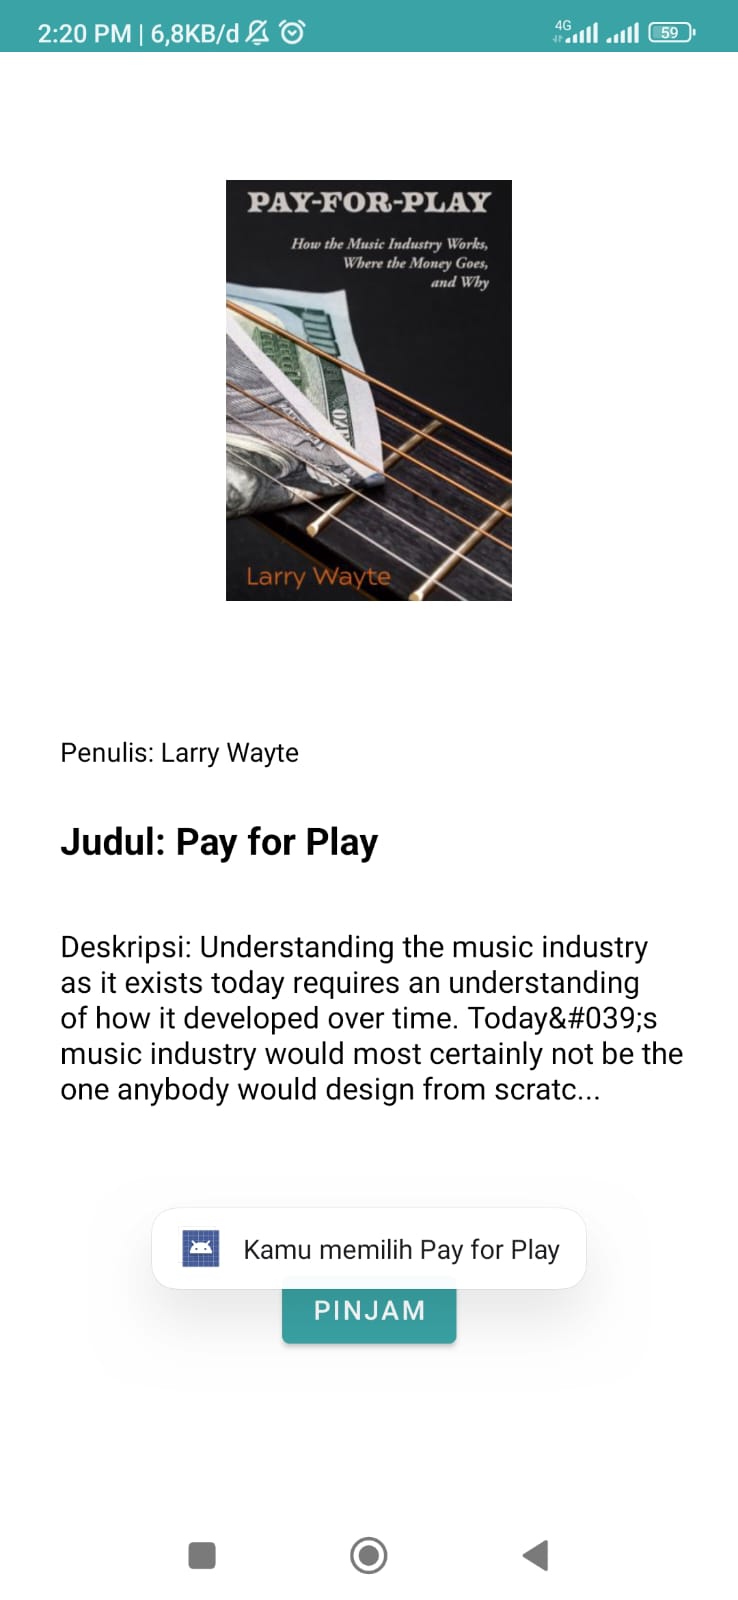 2:20 PM | 6,8KB/d
4G
59
PAY-FOR-PLAY
How the Music Industry Works,
Where the Money Goes,
and Why
Larry Wayte
Penulis: Larry Wayte
Judul: Pay for Play
Deskripsi: Understanding the music industry
as it exists today requires an understanding
of how it developed over time. Today&#039;s
music industry would most certainly not be the
one anybody would design from scratc...
Kamu memilih Pay for Play
PINJAM